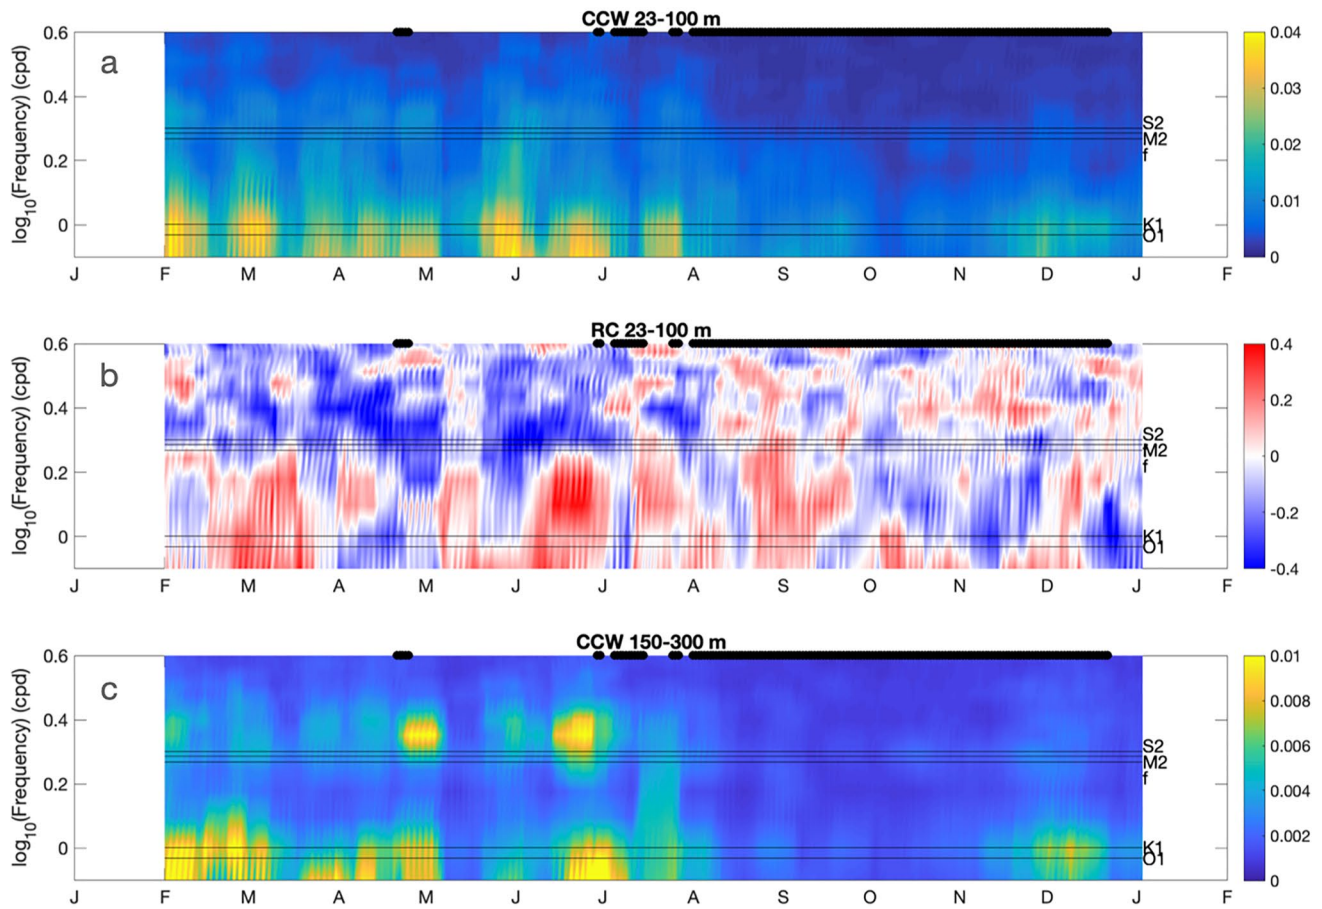 CCW 23-100 m
a
log10(Frequency) (cpd)
0.6
0.4
0.2
0
S2
M2
f
K1
O1
0.04
0.03
0.02
0.01
0
J F M A M J J A S O N D J F
RC 23-100 m
b
log10(Frequency) (cpd)
0.6
0.4
0.2
0
S2
M2
f
K1
O1
0.4
0.2
0
-0.2
-0.4
J F M A M J J A S O N D J F
CCW 150-300 m
c
log10(Frequency) (cpd)
0.6
0.4
0.2
0
S2
M2
f
K1
O1
0.01
0.008
0.006
0.004
0.002
0
J F M A M J J A S O N D J F